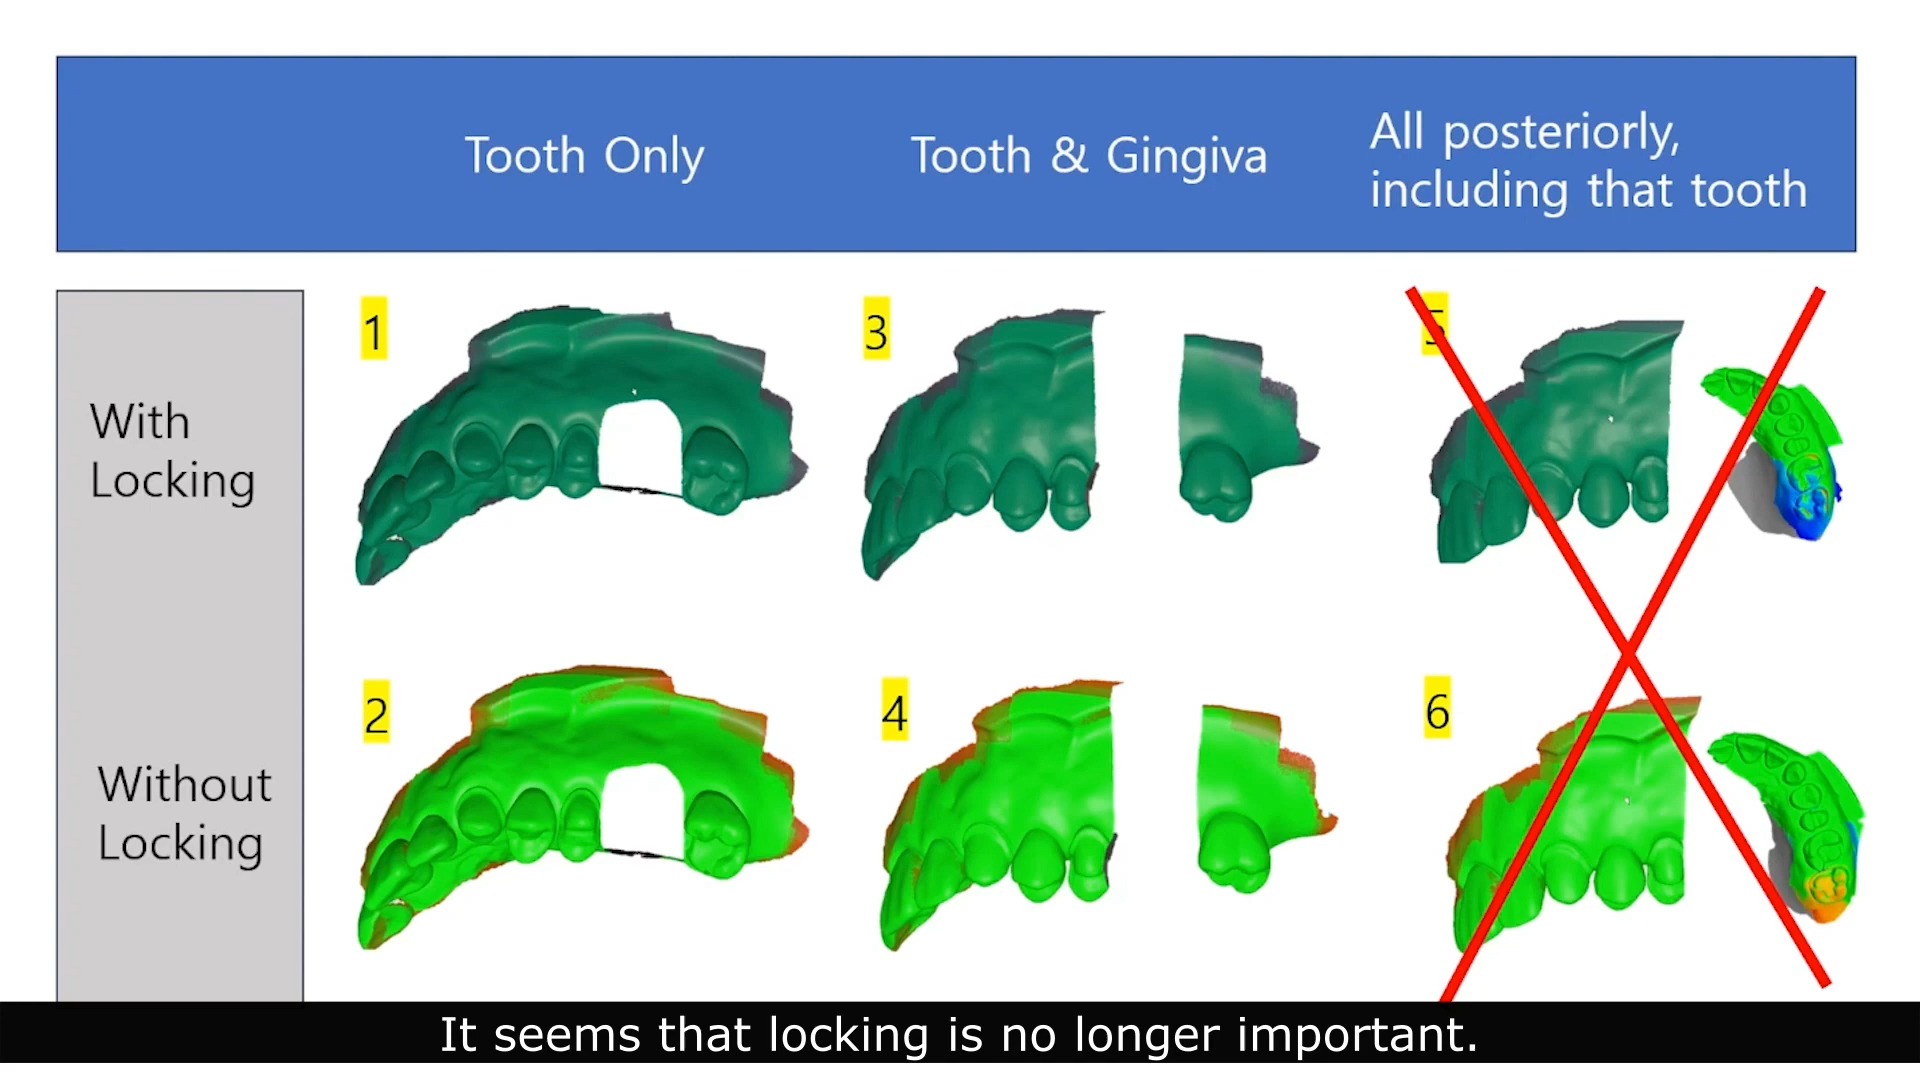 Tooth Only
Tooth & Gingiva
All posteriorly,
including that tooth
With
Locking
1
3
5
Without
Locking
2
4
6
It seems that locking is no longer important.